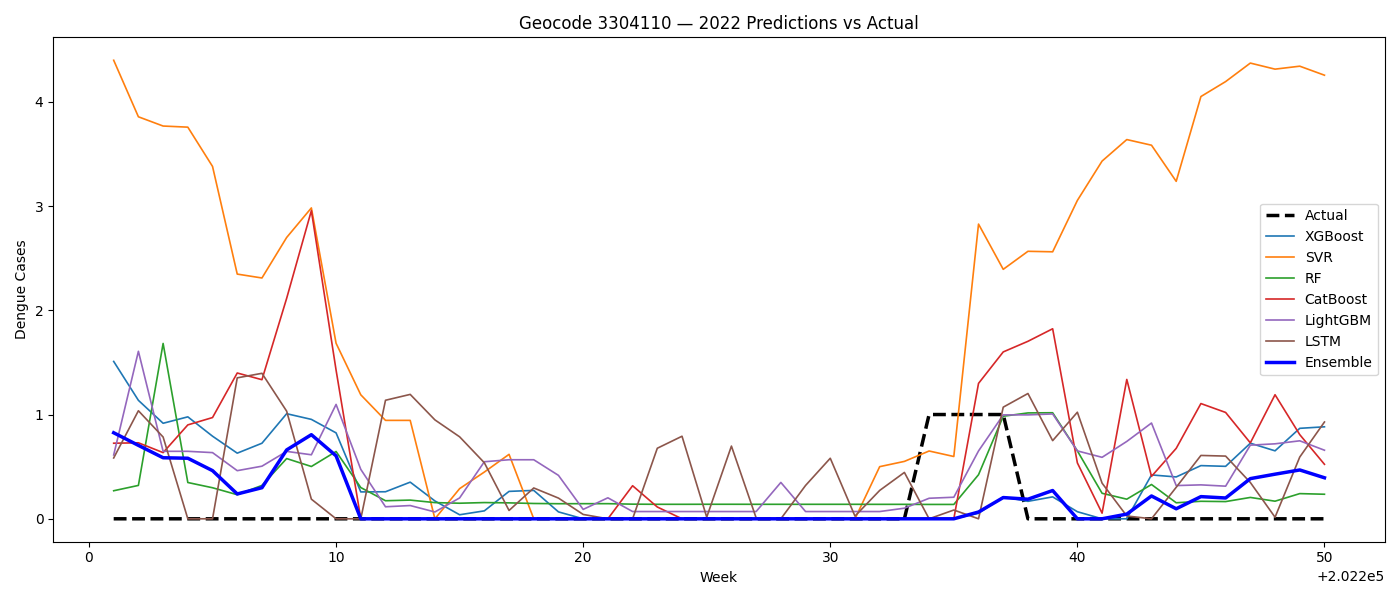 Geocode 3304110 — 2022 Predictions vs Actual
Dengue Cases
4
3
2
1
0
Actual
XGBoost
SVR
RF
CatBoost
LightGBM
LSTM
Ensemble
0 10 20 30 40 50
Week
+2.022e5